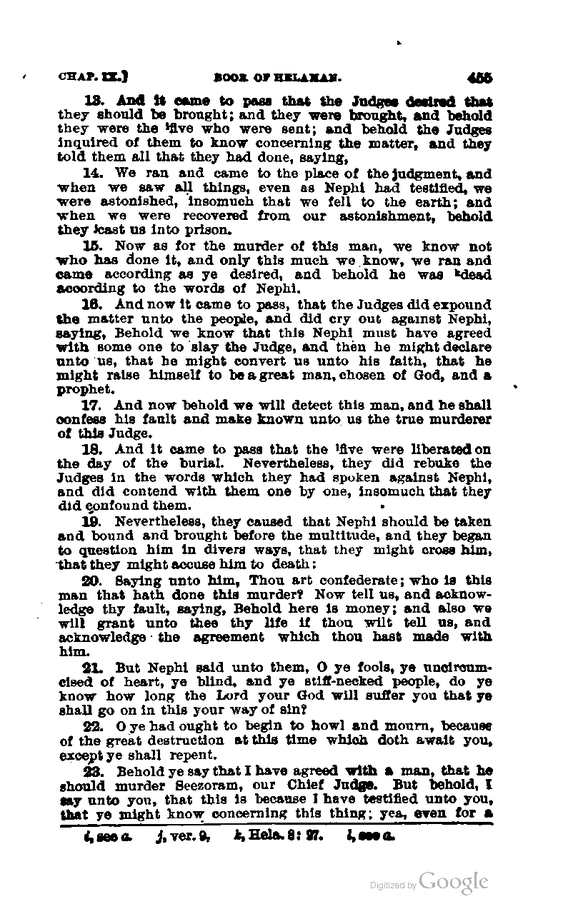 CHAP. IX.] BOOK OF HELAMAN. 455
13. And it came to pass that the Judges desired that
they should be brought; and they were brought, and behold
they were the ⁱfive who were sent; and behold the Judges
inquired of them to know concerning the matter, and they
told them all that they had done, saying,
14. We ran and came to the place of the judgment, and
when we saw all things, even as Nephi had testified, we
were astonished, insomuch that we fell to the earth; and
when we were recovered from our astonishment, behold
they ʲcast us into prison.
15. Now as for the murder of this man, we know not
who has done it, and only this much we know, we ran and
came according as ye desired, and behold he was ᵏdead
according to the words of Nephi.
16. And now it came to pass, that the Judges did expound
the matter unto the people, and did cry out against Nephi,
saying, Behold we know that this Nephi must have agreed
with some one to slay the Judge, and then he might declare
unto us, that he might convert us unto his faith, that he
might raise himself to be a great man, chosen of God, and a
prophet.
17. And now behold we will detect this man, and he shall
confess his fault and make known unto us the true murderer
of this Judge.
18. And it came to pass that the ˡfive were liberated on
the day of the burial. Nevertheless, they did rebuke the
Judges in the words which they had spoken against Nephi,
and did contend with them one by one, insomuch that they
did confound them.
19. Nevertheless, they caused that Nephi should be taken
and bound and brought before the multitude, and they began
to question him in divers ways, that they might cross him,
that they might accuse him to death:
20. Saying unto him, Thou art confederate; who is this
man that hath done this murder? Now tell us, and acknow-
ledge thy fault, saying, Behold here is money; and also we
will grant unto thee thy life if thou wilt tell us, and
acknowledge the agreement which thou hast made with
him.
21. But Nephi said unto them, O ye fools, ye uncircum-
cised of heart, ye blind, and ye stiff-necked people, do ye
know how long the Lord your God will suffer you that ye
shall go on in this your way of sin?
22. O ye had ought to begin to howl and mourn, because
of the great destruction at this time which doth await you,
except ye shall repent.
23. Behold ye say that I have agreed with a man, that he
should murder Seezoram, our Chief Judge. But behold, I
say unto you, that this is because I have testified unto you,
that ye might know concerning this thing; yea, even for a
i, see a. j, ver. 9. k, Hela. 8: 27. l, see a.
Digitized by Google